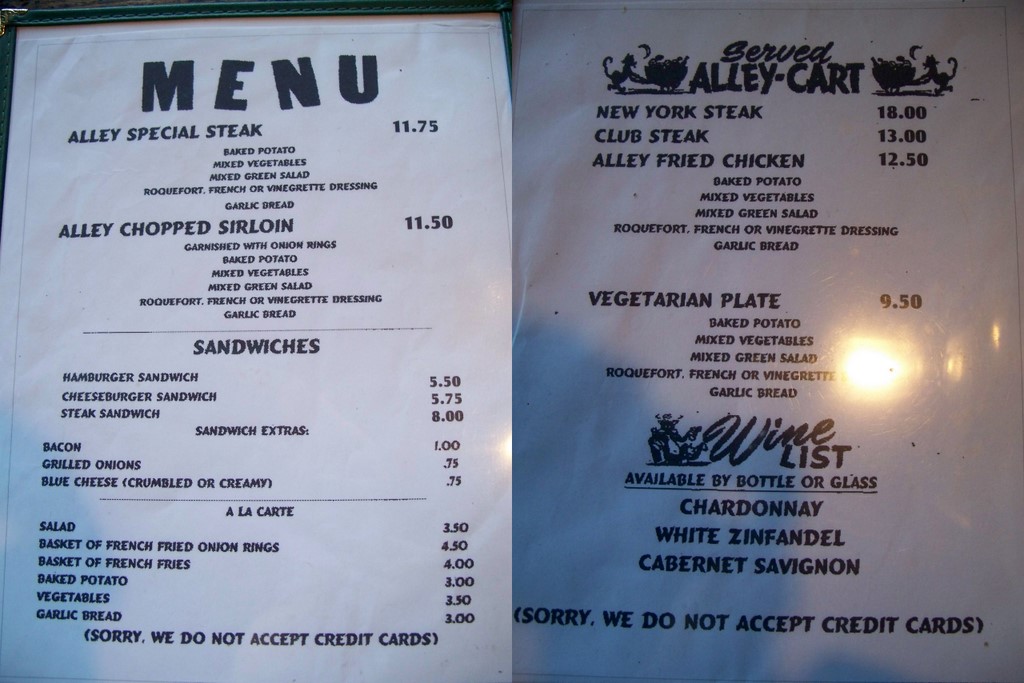 MENU
ALLEY SPECIAL STEAK 11.75
BAKED POTATO
MIXED VEGETABLES
MIXED GREEN SALAD
ROQUEFORT, FRENCH OR VINEGRETTE DRESSING
GARLIC BREAD
ALLEY CHOPPED SIRLOIN 11.50
GARNISHED WITH ONION RINGS
BAKED POTATO
MIXED VEGETABLES
MIXED GREEN SALAD
ROQUEFORT, FRENCH OR VINEGRETTE DRESSING
GARLIC BREAD
SANDWICHES
HAMBURGER SANDWICH 5.50
CHEESEBURGER SANDWICH 5.75
STEAK SANDWICH 8.00
SANDWICH EXTRAS:
BACON 1.00
GRILLED ONIONS .75
BLUE CHEESE (CRUMBLED OR CREAMY) .75
A LA CARTE
SALAD 3.50
BASKET OF FRENCH FRIED ONION RINGS 4.50
BASKET OF FRENCH FRIES 4.00
BAKED POTATO 3.00
VEGETABLES 3.50
GARLIC BREAD 3.00
(SORRY, WE DO NOT ACCEPT CREDIT CARDS)
Served
ALLEY-CART
NEW YORK STEAK 18.00
CLUB STEAK 13.00
ALLEY FRIED CHICKEN 12.50
BAKED POTATO
MIXED VEGETABLES
MIXED GREEN SALAD
ROQUEFORT, FRENCH OR VINEGRETTE DRESSING
GARLIC BREAD
VEGETARIAN PLATE 9.50
BAKED POTATO
MIXED VEGETABLES
MIXED GREEN SALAD
ROQUEFORT, FRENCH OR VINEGRETTE
GARLIC BREAD
Wine
LIST
AVAILABLE BY BOTTLE OR GLASS
CHARDONNAY
WHITE ZINFANDEL
CABERNET SAVIGNON
(SORRY, WE DO NOT ACCEPT CREDIT CARDS)